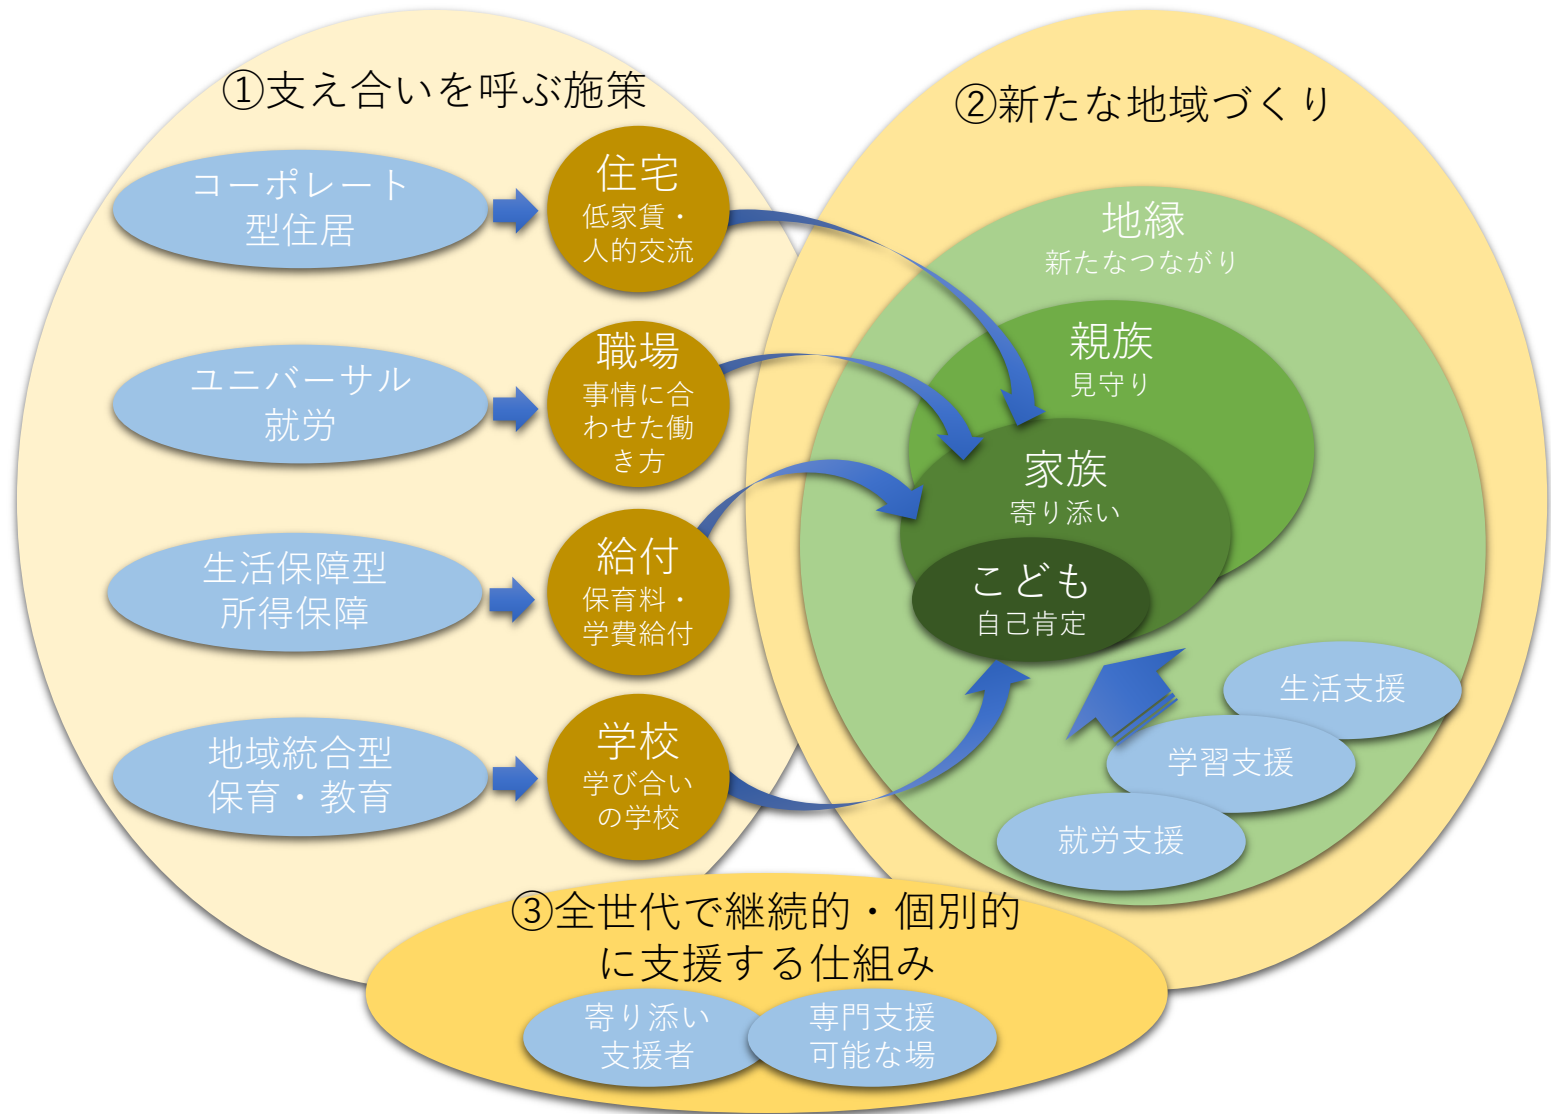 ①支え合いを呼ぶ施策
コーポレート
型住居
住宅
低家賃・
人的交流
ユニバーサル
就労
職場
事情に合
わせた働
き方
生活保障型
所得保障
給付
保育料・
学費給付
地域統合型
保育・教育
学校
学び合い
の学校
②新たな地域づくり
地縁
新たなつながり
親族
見守り
家族
寄り添い
こども
自己肯定
生活支援
学習支援
就労支援
③全世代で継続的・個別的
に支援する仕組み
寄り添い
支援者
専門支援
可能な場